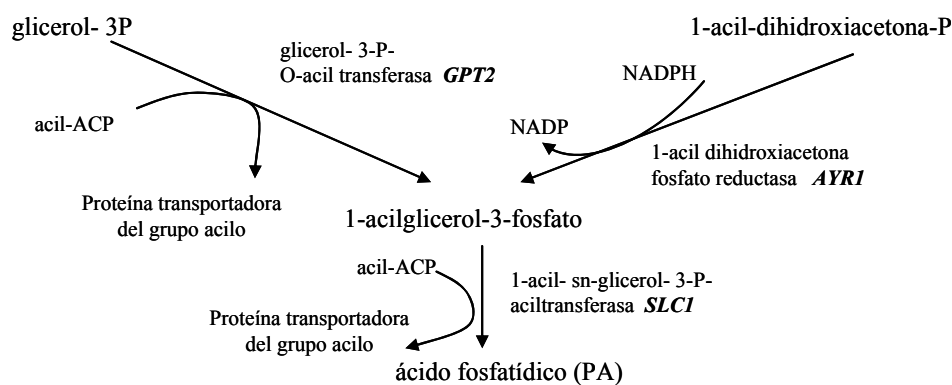 glicerol- 3P
1-acil-dihidroxiacetona-P
glicerol- 3-P-
O-acil transferasa GPT2
NADPH
acil-ACP
NADP
1-acil dihidroxiacetona
fosfato reductasa AYR1
Proteína transportadora
del grupo acilo
1-acilglicerol-3-fosfato
acil-ACP
1-acil- sn-glicerol- 3-P-
aciltransferasa SLC1
Proteína transportadora
del grupo acilo
ácido fosfatídico (PA)